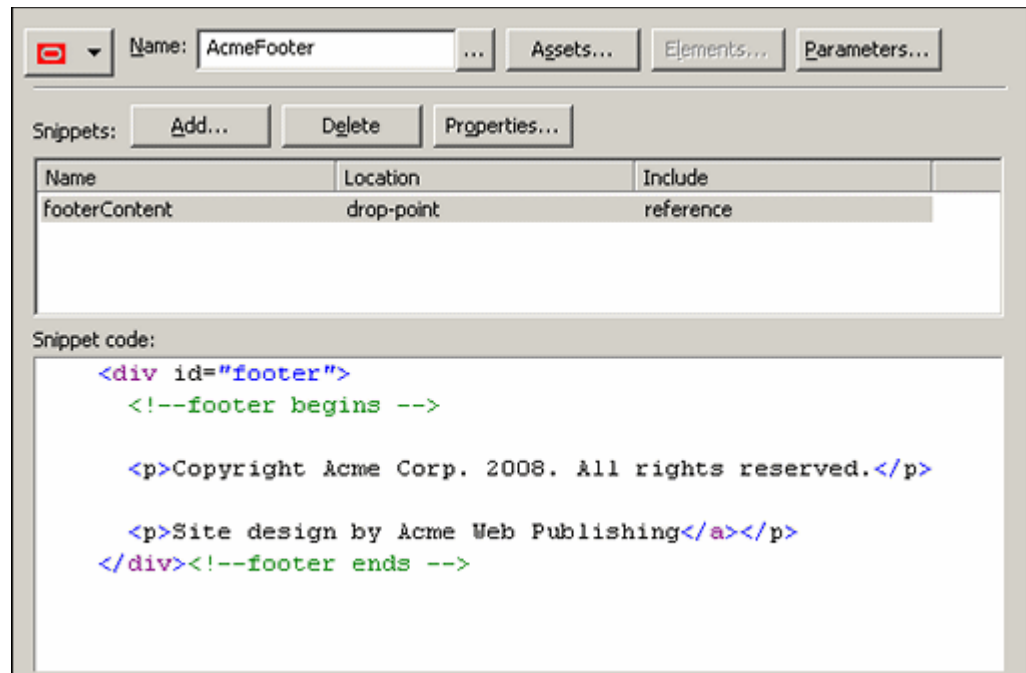 Name: AcmeFooter ... Assets... Elements... Parameters...
Snippets: Add... Delete Properties...
Name Location Include
footerContent drop-point reference
Snippet code:
<div id="footer">
<!--footer begins -->
<p>Copyright Acme Corp. 2008. All rights reserved.</p>
<p>Site design by Acme Web Publishing</a></p>
</div><!--footer ends -->